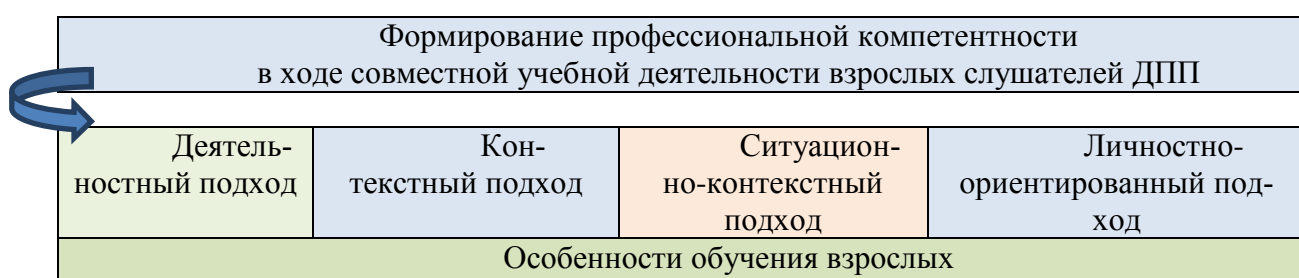 Формирование профессиональной компетентности
в ходе совместной учебной деятельности взрослых слушателей ДПП
Деятель-
ностный подход
Кон-
текстный подход
Ситуацион-
но-контекстный
подход
Личностно-
ориентированный под-
ход
Особенности обучения взрослых